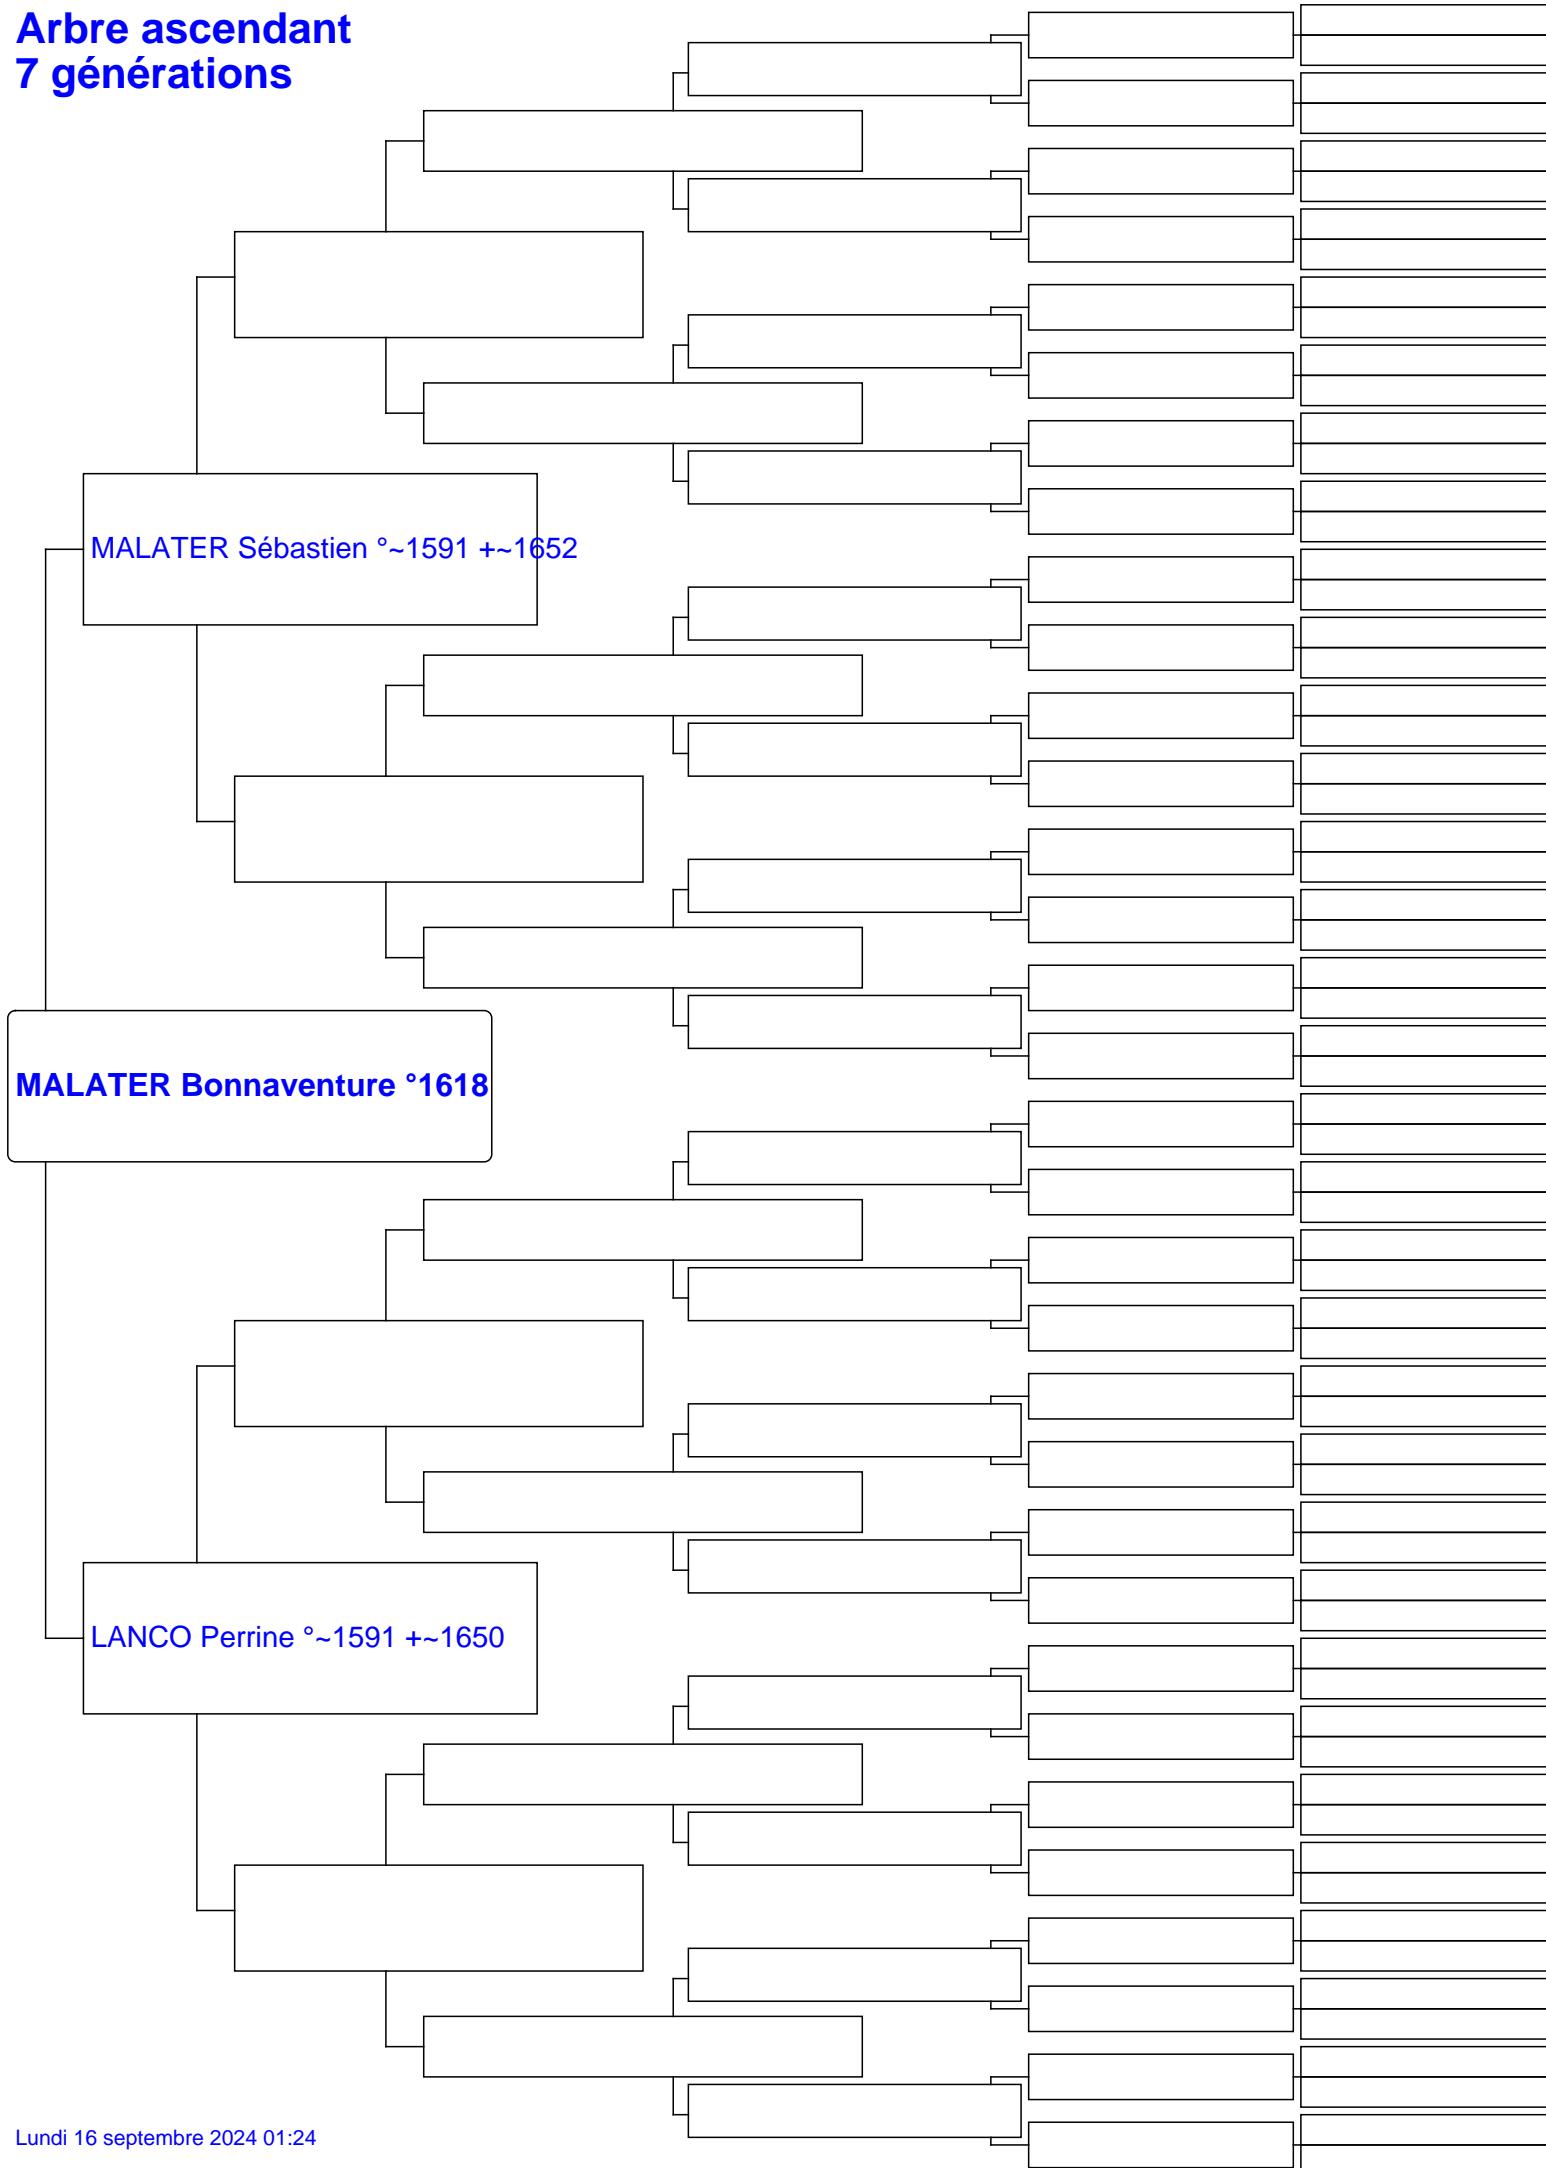 Arbre ascendant
7 générations
MALATER Sébastien °~1591 +~1652
MALATER Bonnaventure °1618
LANCO Perrine °~1591 +~1650
Lundi 16 septembre 2024 01:24